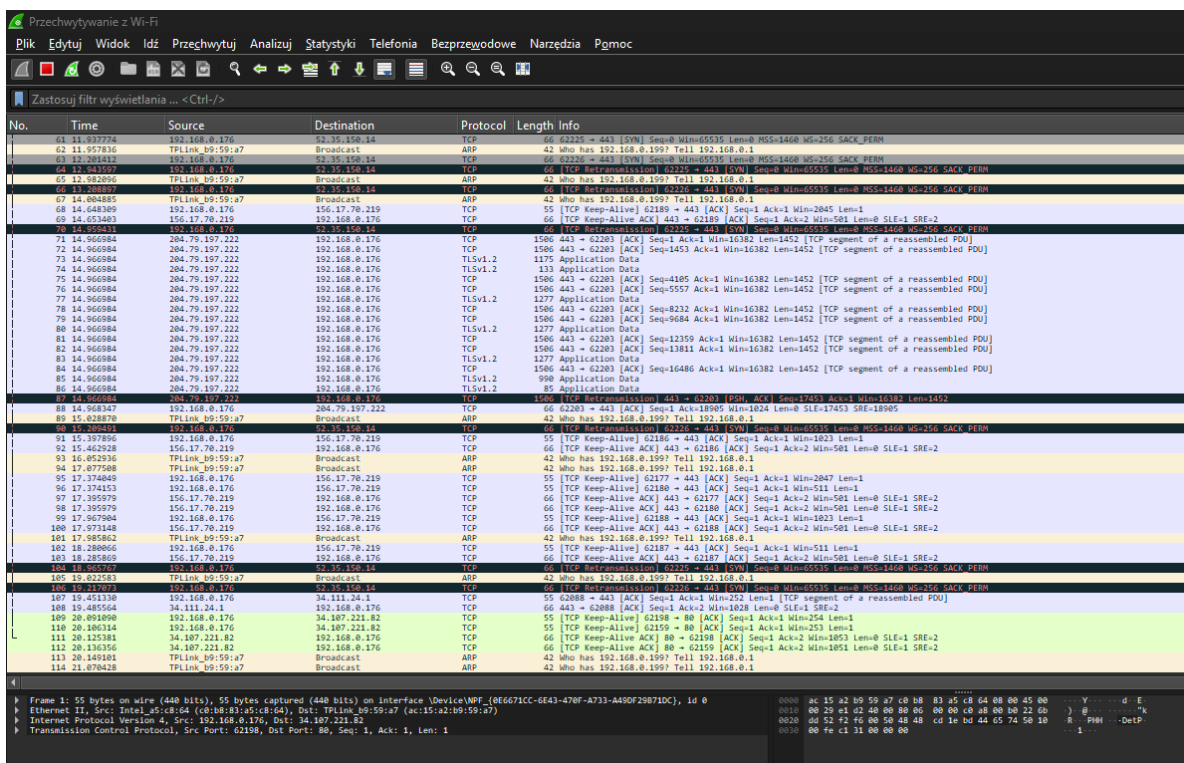 Przechwytywanie z Wi-Fi
Plik Edytuj Widok Idź Przechwytuj Analizuj Statystyki Telefonia Bezprzewodowe Narzędzia Pomoc
Zastosuj filtr wyświetlania ... <Ctrl-/>
No. Time Source Destination Protocol Length Info
61 11.937774 192.168.0.176 52.35.150.14 TCP 66 62225 → 443 [SYN] Seq=0 Win=65535 Len=0 MSS=1460 WS=256 SACK_PERM
62 11.957836 TPLink_b9:59:a7 Broadcast ARP 42 Who has 192.168.0.199? Tell 192.168.0.1
63 12.201412 192.168.0.176 52.35.150.14 TCP 66 62226 → 443 [SYN] Seq=0 Win=65535 Len=0 MSS=1460 WS=256 SACK_PERM
64 12.943597 192.168.0.176 52.35.150.14 TCP 66 [TCP Retransmission] 62225 → 443 [SYN] Seq=0 Win=65535 Len=0 MSS=1460 WS=256 SACK_PERM
65 12.982096 TPLink_b9:59:a7 Broadcast ARP 42 Who has 192.168.0.199? Tell 192.168.0.1
66 13.208897 192.168.0.176 52.35.150.14 TCP 66 [TCP Retransmission] 62226 → 443 [SYN] Seq=0 Win=65535 Len=0 MSS=1460 WS=256 SACK_PERM
67 14.004885 TPLink_b9:59:a7 Broadcast ARP 42 Who has 192.168.0.199? Tell 192.168.0.1
68 14.648309 192.168.0.176 156.17.70.219 TCP 55 [TCP Keep-Alive] 62189 → 443 [ACK] Seq=1 Ack=1 Win=2045 Len=1
69 14.653403 156.17.70.219 192.168.0.176 TCP 66 [TCP Keep-Alive ACK] 443 → 62189 [ACK] Seq=1 Ack=2 Win=501 Len=0 SLE=1 SRE=2
70 14.959431 192.168.0.176 52.35.150.14 TCP 66 [TCP Retransmission] 62225 → 443 [SYN] Seq=0 Win=65535 Len=0 MSS=1460 WS=256 SACK_PERM
71 14.966984 204.79.197.222 192.168.0.176 TCP 1506 443 → 62203 [ACK] Seq=1 Ack=1 Win=16382 Len=1452 [TCP segment of a reassembled PDU]
72 14.966984 204.79.197.222 192.168.0.176 TCP 1506 443 → 62203 [ACK] Seq=1453 Ack=1 Win=16382 Len=1452 [TCP segment of a reassembled PDU]
73 14.966984 204.79.197.222 192.168.0.176 TLSv1.2 1175 Application Data
74 14.966984 204.79.197.222 192.168.0.176 TLSv1.2 133 Application Data
75 14.966984 204.79.197.222 192.168.0.176 TCP 1506 443 → 62203 [ACK] Seq=4105 Ack=1 Win=16382 Len=1452 [TCP segment of a reassembled PDU]
76 14.966984 204.79.197.222 192.168.0.176 TCP 1506 443 → 62203 [ACK] Seq=5557 Ack=1 Win=16382 Len=1452 [TCP segment of a reassembled PDU]
77 14.966984 204.79.197.222 192.168.0.176 TLSv1.2 1277 Application Data
78 14.966984 204.79.197.222 192.168.0.176 TCP 1506 443 → 62203 [ACK] Seq=8232 Ack=1 Win=16382 Len=1452 [TCP segment of a reassembled PDU]
79 14.966984 204.79.197.222 192.168.0.176 TCP 1506 443 → 62203 [ACK] Seq=9684 Ack=1 Win=16382 Len=1452 [TCP segment of a reassembled PDU]
80 14.966984 204.79.197.222 192.168.0.176 TLSv1.2 1277 Application Data
81 14.966984 204.79.197.222 192.168.0.176 TCP 1506 443 → 62203 [ACK] Seq=12359 Ack=1 Win=16382 Len=1452 [TCP segment of a reassembled PDU]
82 14.966984 204.79.197.222 192.168.0.176 TCP 1506 443 → 62203 [ACK] Seq=13811 Ack=1 Win=16382 Len=1452 [TCP segment of a reassembled PDU]
83 14.966984 204.79.197.222 192.168.0.176 TLSv1.2 1277 Application Data
84 14.966984 204.79.197.222 192.168.0.176 TCP 1506 443 → 62203 [ACK] Seq=16486 Ack=1 Win=16382 Len=1452 [TCP segment of a reassembled PDU]
85 14.966984 204.79.197.222 192.168.0.176 TLSv1.2 990 Application Data
86 14.966984 204.79.197.222 192.168.0.176 TLSv1.2 85 Application Data
87 14.966984 204.79.197.222 192.168.0.176 TCP 1506 [TCP Retransmission] 443 → 62203 [PSH, ACK] Seq=17453 Ack=1 Win=16382 Len=1452
88 14.968347 192.168.0.176 204.79.197.222 TCP 66 62203 → 443 [ACK] Seq=1 Ack=18905 Win=1024 Len=0 SLE=17453 SRE=18905
89 15.028870 TPLink_b9:59:a7 Broadcast ARP 42 Who has 192.168.0.199? Tell 192.168.0.1
90 15.209491 192.168.0.176 52.35.150.14 TCP 66 [TCP Retransmission] 62226 → 443 [SYN] Seq=0 Win=65535 Len=0 MSS=1460 WS=256 SACK_PERM
91 15.397896 192.168.0.176 156.17.70.219 TCP 55 [TCP Keep-Alive] 62186 → 443 [ACK] Seq=1 Ack=1 Win=1023 Len=1
92 15.462928 156.17.70.219 192.168.0.176 TCP 66 [TCP Keep-Alive ACK] 443 → 62186 [ACK] Seq=1 Ack=2 Win=501 Len=0 SLE=1 SRE=2
93 16.052936 TPLink_b9:59:a7 Broadcast ARP 42 Who has 192.168.0.199? Tell 192.168.0.1
94 17.077508 TPLink_b9:59:a7 Broadcast ARP 42 Who has 192.168.0.199? Tell 192.168.0.1
95 17.374049 192.168.0.176 156.17.70.219 TCP 55 [TCP Keep-Alive] 62177 → 443 [ACK] Seq=1 Ack=1 Win=2047 Len=1
96 17.374153 192.168.0.176 156.17.70.219 TCP 55 [TCP Keep-Alive] 62180 → 443 [ACK] Seq=1 Ack=1 Win=511 Len=1
97 17.395979 156.17.70.219 192.168.0.176 TCP 66 [TCP Keep-Alive ACK] 443 → 62177 [ACK] Seq=1 Ack=2 Win=501 Len=0 SLE=1 SRE=2
98 17.395979 156.17.70.219 192.168.0.176 TCP 66 [TCP Keep-Alive ACK] 443 → 62180 [ACK] Seq=1 Ack=2 Win=501 Len=0 SLE=1 SRE=2
99 17.967904 192.168.0.176 156.17.70.219 TCP 55 [TCP Keep-Alive] 62188 → 443 [ACK] Seq=1 Ack=1 Win=1023 Len=1
100 17.973148 156.17.70.219 192.168.0.176 TCP 66 [TCP Keep-Alive ACK] 443 → 62188 [ACK] Seq=1 Ack=2 Win=501 Len=0 SLE=1 SRE=2
101 17.985862 TPLink_b9:59:a7 Broadcast ARP 42 Who has 192.168.0.199? Tell 192.168.0.1
102 18.280066 192.168.0.176 156.17.70.219 TCP 55 [TCP Keep-Alive] 62187 → 443 [ACK] Seq=1 Ack=1 Win=511 Len=1
103 18.285869 156.17.70.219 192.168.0.176 TCP 66 [TCP Keep-Alive ACK] 443 → 62187 [ACK] Seq=1 Ack=2 Win=501 Len=0 SLE=1 SRE=2
104 18.965767 192.168.0.176 52.35.150.14 TCP 66 [TCP Retransmission] 62225 → 443 [SYN] Seq=0 Win=65535 Len=0 MSS=1460 WS=256 SACK_PERM
105 19.022583 TPLink_b9:59:a7 Broadcast ARP 42 Who has 192.168.0.199? Tell 192.168.0.1
106 19.217073 192.168.0.176 52.35.150.14 TCP 66 [TCP Retransmission] 62226 → 443 [SYN] Seq=0 Win=65535 Len=0 MSS=1460 WS=256 SACK_PERM
107 19.451330 192.168.0.176 34.111.24.1 TCP 55 62088 → 443 [ACK] Seq=1 Ack=1 Win=252 Len=1 [TCP segment of a reassembled PDU]
108 19.485564 34.111.24.1 192.168.0.176 TCP 66 443 → 62088 [ACK] Seq=1 Ack=2 Win=1028 Len=0 SLE=1 SRE=2
109 20.091090 192.168.0.176 34.107.221.82 TCP 55 [TCP Keep-Alive] 62198 → 80 [ACK] Seq=1 Ack=1 Win=254 Len=1
110 20.106314 192.168.0.176 34.107.221.82 TCP 55 [TCP Keep-Alive] 62159 → 80 [ACK] Seq=1 Ack=1 Win=253 Len=1
111 20.125381 34.107.221.82 192.168.0.176 TCP 66 [TCP Keep-Alive ACK] 80 → 62198 [ACK] Seq=1 Ack=2 Win=1053 Len=0 SLE=1 SRE=2
112 20.136356 34.107.221.82 192.168.0.176 TCP 66 [TCP Keep-Alive ACK] 80 → 62159 [ACK] Seq=1 Ack=2 Win=1051 Len=0 SLE=1 SRE=2
113 20.149101 TPLink_b9:59:a7 Broadcast ARP 42 Who has 192.168.0.199? Tell 192.168.0.1
114 21.070428 TPLink_b9:59:a7 Broadcast ARP 42 Who has 192.168.0.199? Tell 192.168.0.1
Frame 1: 55 bytes on wire (440 bits), 55 bytes captured (440 bits) on interface \Device\NPF_{0E6671CC-6E43-470F-A733-A49DF29B71DC}, id 0
Ethernet II, Src: Intel_a5:c8:64 (c0:b8:83:a5:c8:64), Dst: TPLink_b9:59:a7 (ac:15:a2:b9:59:a7)
Internet Protocol Version 4, Src: 192.168.0.176, Dst: 34.107.221.82
Transmission Control Protocol, Src Port: 62198, Dst Port: 80, Seq: 1, Ack: 1, Len: 1
0000 ac 15 a2 b9 59 a7 c0 b8 83 a5 c8 64 08 00 45 00 ····Y··· ···d··E·
0010 00 29 e1 d2 40 00 80 06 00 00 c0 a8 00 b0 22 6b ·)··@··· ······"k
0020 dd 52 f2 f6 00 50 48 48 cd 1e bd 44 65 74 50 10 ·R···PHH ···DetP·
0030 00 fe c1 31 00 00 00 ···1···